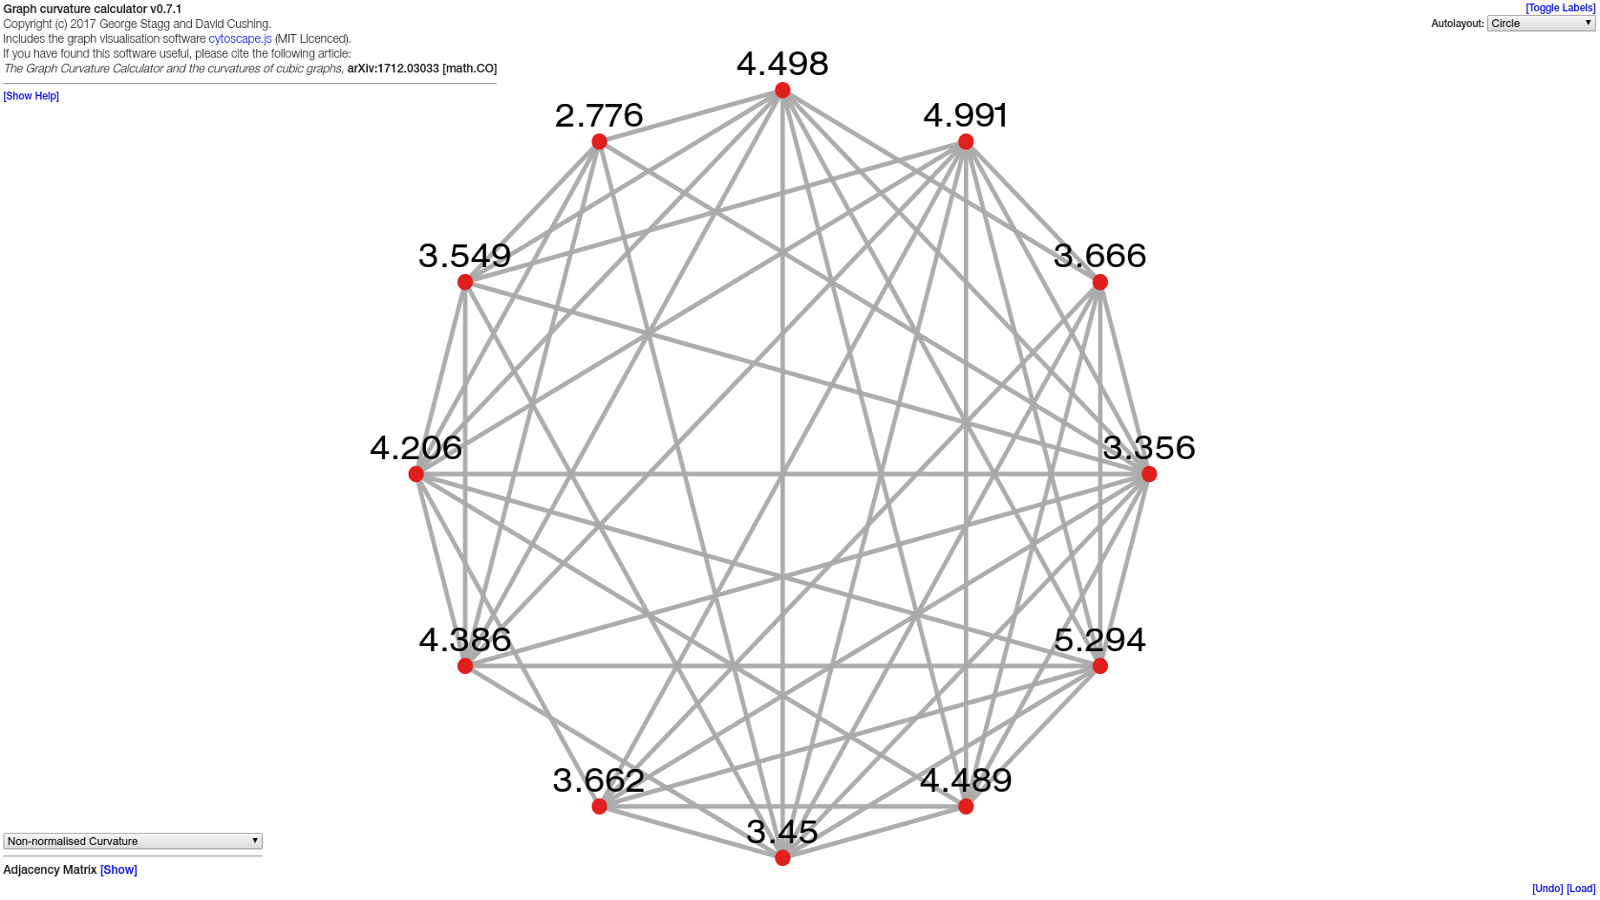 Graph curvature calculator v0.7.1
Copyright (c) 2017 George Stagg and David Cushing.
Includes the graph visualisation software cytoscape.js (MIT Licenced).
If you have found this software useful, please cite the following article:
The Graph Curvature Calculator and the curvatures of cubic graphs, arXiv:1712.03033 [math.CO]
[Show Help]
[Toggle Labels]
Autolayout: Circle
4.498
2.776
4.991
3.549
3.666
4.206
3.356
4.386
5.294
3.662
4.489
3.45
Non-normalised Curvature
Adjacency Matrix [Show]
[Undo] [Load]